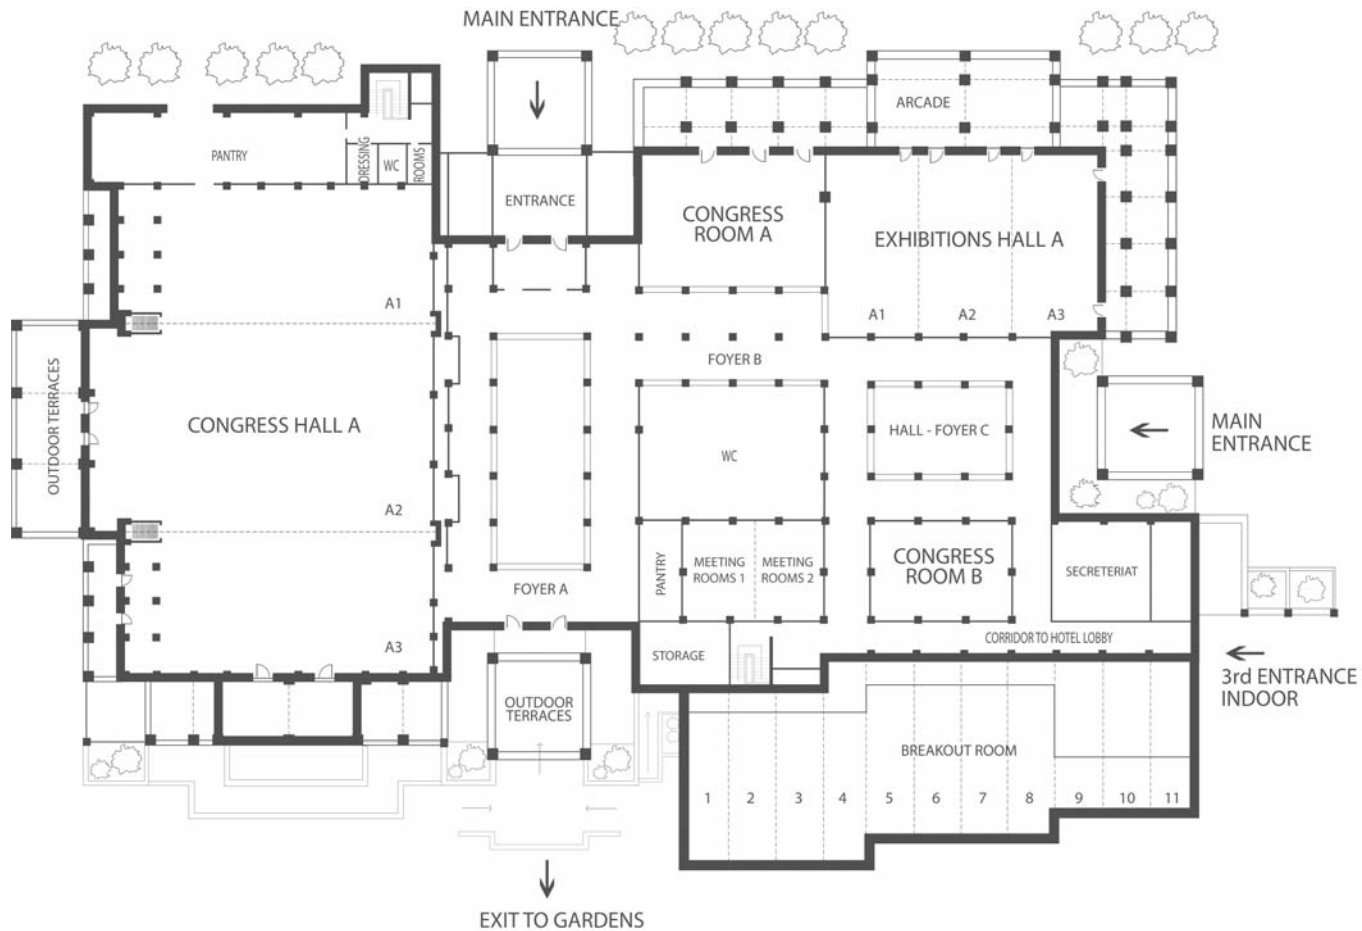 MAIN ENTRANCE
ARCADE
PANTRY
DRESSING
WC
ROOMS
ENTRANCE
CONGRESS
ROOM A
EXHIBITIONS HALL A
A1
A1
A2
A3
FOYER B
OUTDOOR TERRACES
CONGRESS HALL A
HALL - FOYER C
MAIN
ENTRANCE
WC
A2
PANTRY
MEETING
ROOMS 1
MEETING
ROOMS 2
CONGRESS
ROOM B
SECRETERIAT
FOYER A
A3
STORAGE
CORRIDOR TO HOTEL LOBBY
3rd ENTRANCE
INDOOR
OUTDOOR
TERRACES
BREAKOUT ROOM
1
2
3
4
5
6
7
8
9
10
11
EXIT TO GARDENS